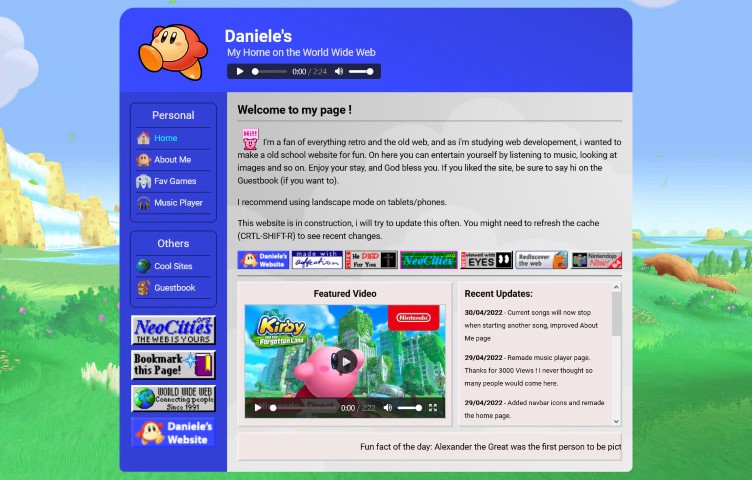 Daniele's
My Home on the World Wide Web
0:00 / 2:24
Personal
Home
About Me
Fav Games
Music Player
Others
Cool Sites
Guestbook
NeoCities.org
THE WEB IS YOURS
Bookmark
this Page!
WORLD WIDE WEB
Connecting people
Since 1991
Daniele's
Website
Welcome to my page !
Hi!! I'm a fan of everything retro and the old web, and as i'm studying web developement, i wanted to
make a old school website for fun. On here you can entertain yourself by listening to music, looking at
images and so on. Enjoy your stay, and God bless you. If you liked the site, be sure to say hi on the
Guestbook (if you want to).
I recommend using landscape mode on tablets/phones.
This website is in construction, i will try to update this often. You might need to refresh the cache
(CRTL-SHIFT-R) to see recent changes.
Daniele's
Website
made with
affection
He DIED
For You
NeoCities
viewed with
EYES
Rediscover
the web
Nintendojo
Now!
Featured Video
Kirby
and the
Forgotten Land
Nintendo
0:00 / 2:22
Recent Updates:
30/04/2022 - Current songs will now stop
when starting another song, improved About
Me page
29/04/2022 - Remade music player page.
Thanks for 3000 Views ! I never thought so
many people would come here.
29/04/2022 - Added navbar icons and remade
the home page.
Fun fact of the day: Alexander the Great was the first person to be pict